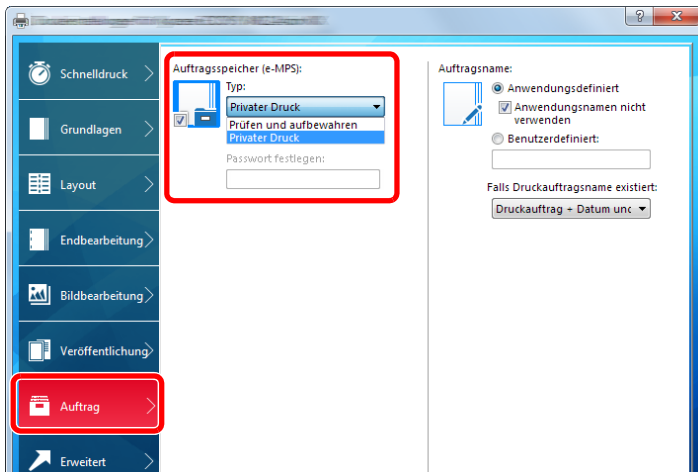 Schnelldruck
Grundlagen
Layout
Endbearbeitung
Bildbearbeitung
Veröffentlichung
Auftrag
Erweitert
Auftragsspeicher (e-MPS):
Typ:
Privater Druck
Prüfen und aufbewahren
Privater Druck
Passwort festlegen:
Auftragsname:
Anwendungsdefiniert
Anwendungsnamen nicht
verwenden
Benutzerdefiniert:
Falls Druckauftragsname existiert:
Druckauftrag + Datum unc